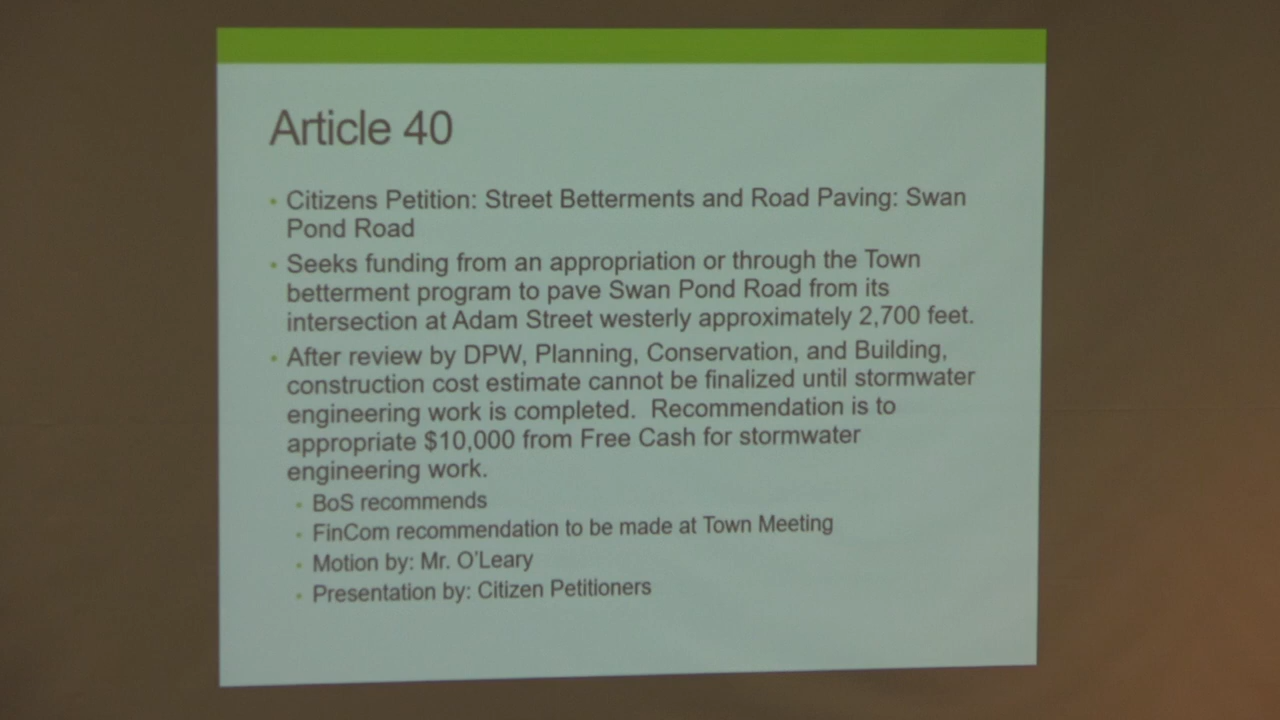 Article 40
• Citizens Petition: Street Betterments and Road Paving: Swan
Pond Road
• Seeks funding from an appropriation or through the Town
betterment program to pave Swan Pond Road from its
intersection at Adam Street westerly approximately 2,700 feet.
• After review by DPW, Planning, Conservation, and Building,
construction cost estimate cannot be finalized until stormwater
engineering work is completed.  Recommendation is to
appropriate $10,000 from Free Cash for stormwater
engineering work.
• BoS recommends
• FinCom recommendation to be made at Town Meeting
• Motion by: Mr. O'Leary
• Presentation by: Citizen Petitioners